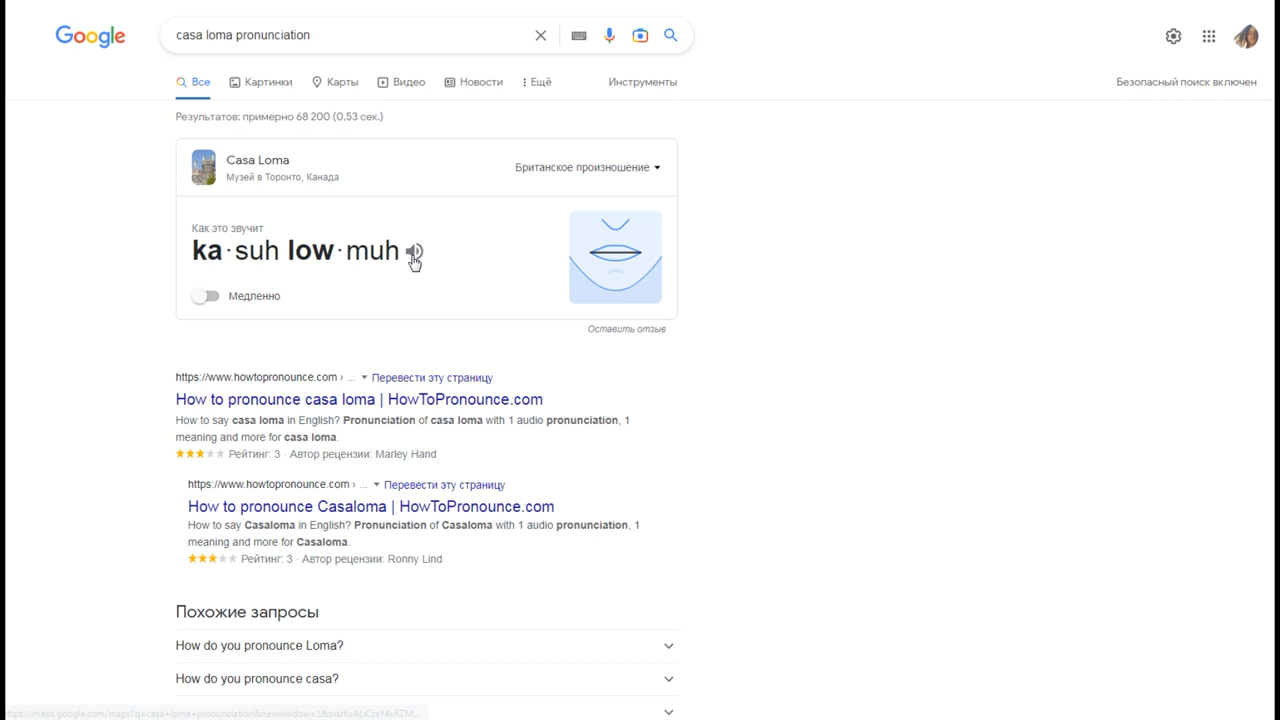 Google
casa loma pronunciation
Все Картинки Карты Видео Новости Ещё Инструменты Безопасный поиск включен
Результатов: примерно 68 200 (0,53 сек.)
Casa Loma
Музей в Торонто, Канада
Британское произношение
Как это звучит
ka·suh low·muh
Медленно
Оставить отзыв
https://www.howtopronounce.com › ... Перевести эту страницу
How to pronounce casa loma | HowToPronounce.com
How to say casa loma in English? Pronunciation of casa loma with 1 audio pronunciation, 1
meaning and more for casa loma.
Рейтинг: 3 · Автор рецензии: Marley Hand
https://www.howtopronounce.com › ... Перевести эту страницу
How to pronounce Casaloma | HowToPronounce.com
How to say Casaloma in English? Pronunciation of Casaloma with 1 audio pronunciation, 1
meaning and more for Casaloma.
Рейтинг: 3 · Автор рецензии: Ronny Lind
Похожие запросы
How do you pronounce Loma?
How do you pronounce casa?